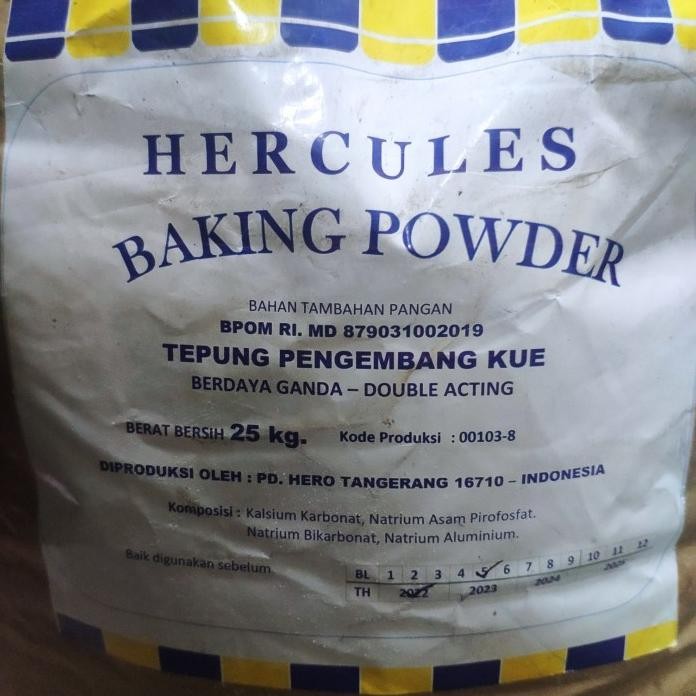 HERCULES
BAKING POWDER
BAHAN TAMBAHAN PANGAN
BPOM RI. MD 879031002019
TEPUNG PENGEMBANG KUE
BERDAYA GANDA – DOUBLE ACTING
BERAT BERSIH 25 kg. Kode Produksi : 00103-8
DIPRODUKSI OLEH : PD. HERO TANGERANG 16710 – INDONESIA
Komposisi : Kalsium Karbonat, Natrium Asam Pirofosfat.
Natrium Bikarbonat, Natrium Aluminium.
Baik digunakan sebelum
BL 1 2 3 4 5 6 7 8 9 10 11 12
TH 2022 2023 2024 2025